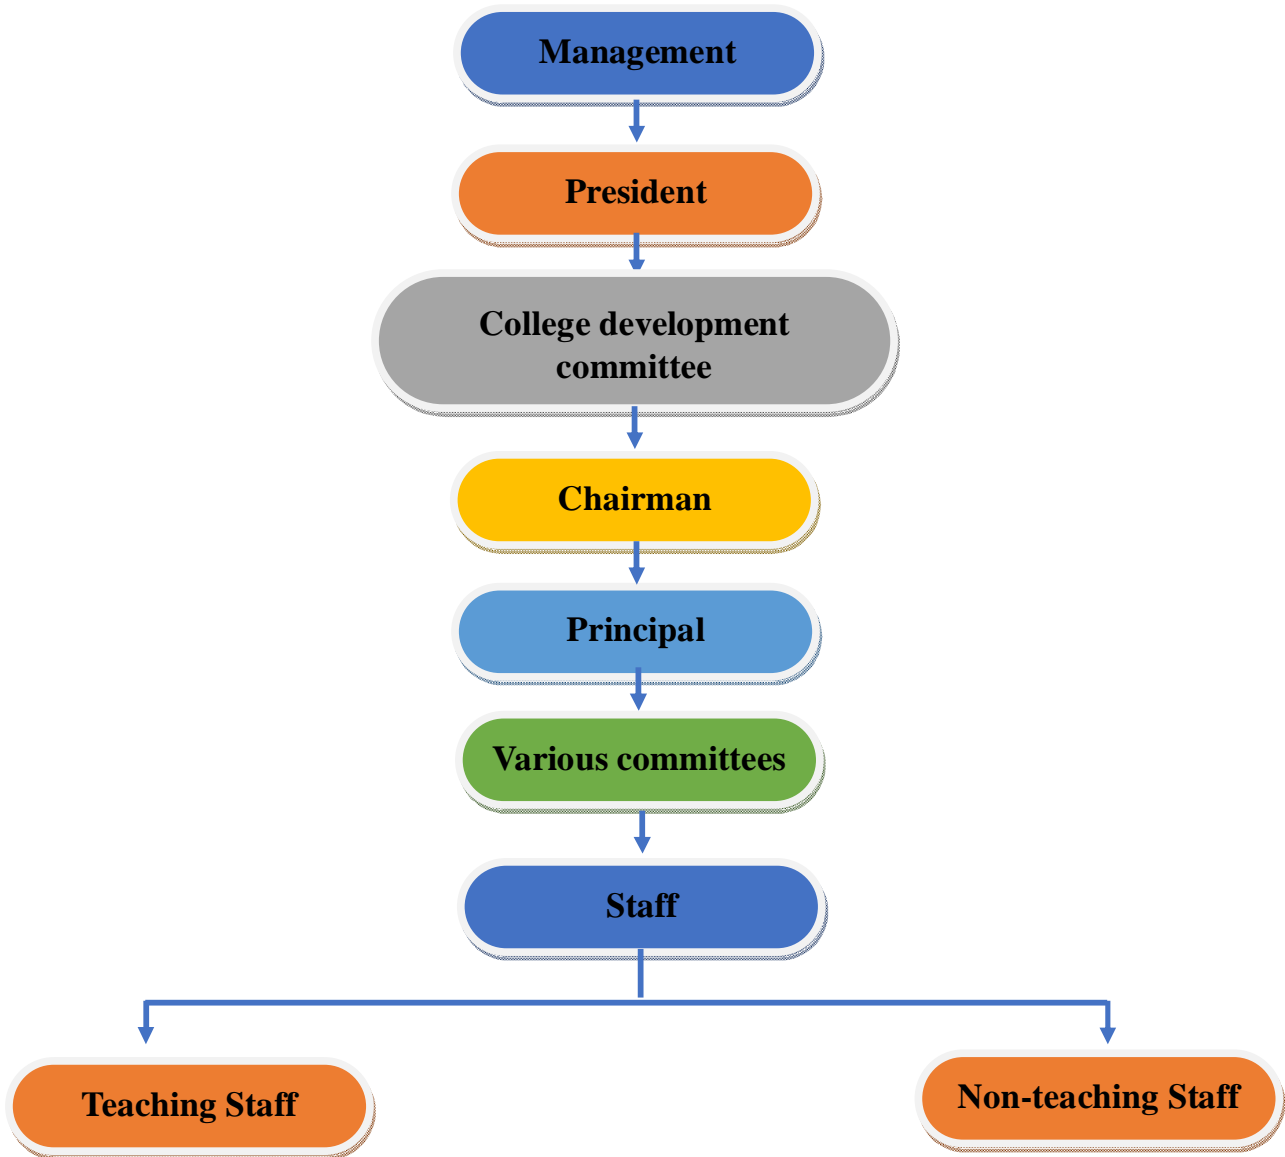 Management
President
College development
committee
Chairman
Principal
Various committees
Staff
Teaching Staff
Non-teaching Staff